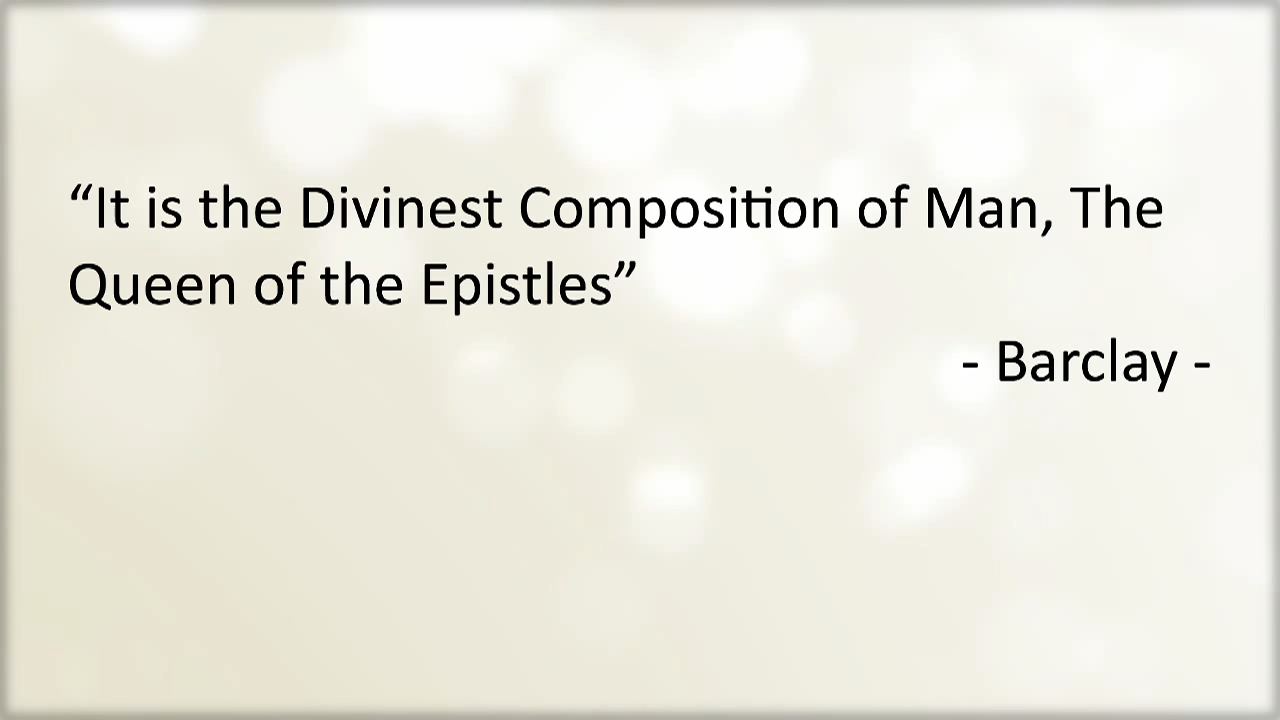 “It is the Divinest Composition of Man, The
Queen of the Epistles”
- Barclay -